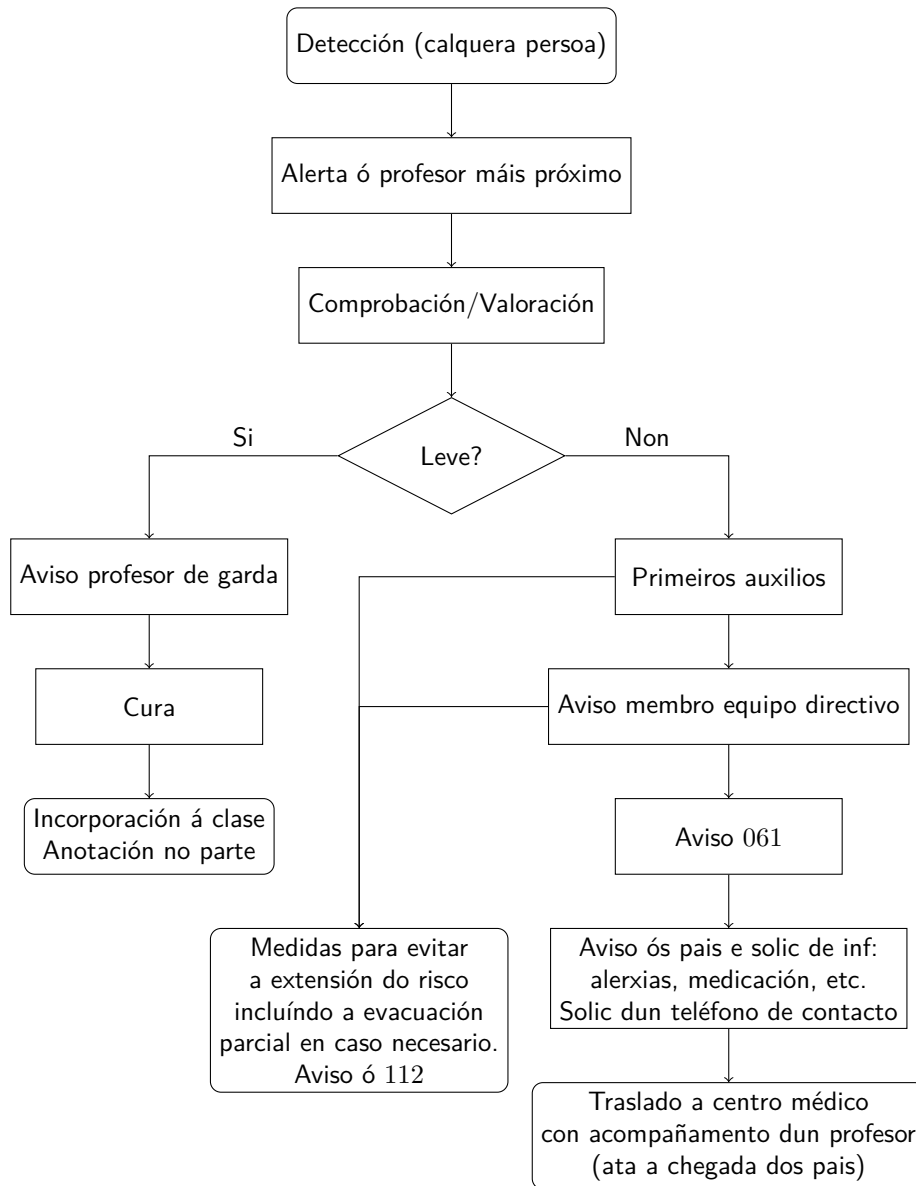 Detección (calquera persoa)
Alerta ó profesor máis próximo
Comprobación/Valoración
Leve?
Si
Non
Aviso profesor de garda
Primeiros auxilios
Cura
Aviso membro equipo directivo
Incorporación á clase
Anotación no parte
Aviso 061
Medidas para evitar
a extensión do risco
incluíndo a evacuación
parcial en caso necesario.
Aviso ó 112
Aviso ós pais e solic de inf:
alerxias, medicación, etc.
Solic dun teléfono de contacto
Traslado a centro médico
con acompañamento dun profesor
(ata a chegada dos pais)